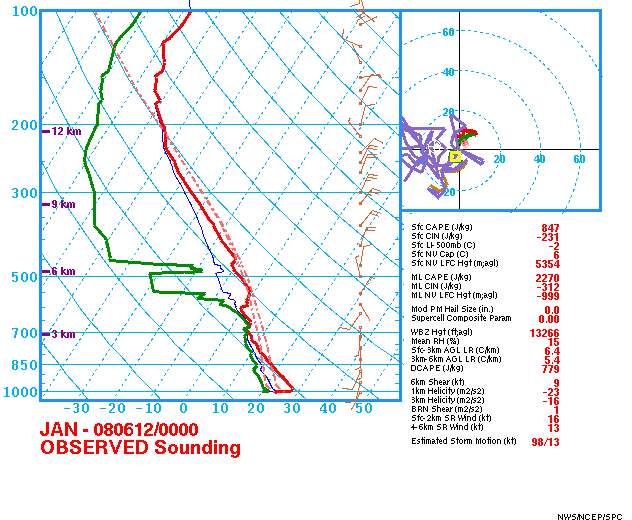 100
200
300
500
700
850
1000
12 km
9 km
6 km
3 km
-30 -20 -10 0 10 20 30 40 50
60
40
20
20 40 60
-20
Sfc CAPE (J/kg) 847
Sfc CIN (J/kg) -231
Sfc LI-500mb (C) -2
Sfc NV Cap (C) 6
Sfc NV LFC Hgt (m;agl) 5354
ML CAPE (J/kg) 2270
ML CIN (J/kg) -312
ML NV LFC Hgt(m;agl) -999
Mod PM Hail Size (in.) 0.0
Supercell Composite Param 0.00
WBZ Hgt (ft;agl) 13266
Mean RH (%) 15
Sfc-3km AGL LR (C/km) 6.4
3km-6km AGL LR (C/km) 5.4
DCAPE (J/kg) 779
6km Shear (kt) 9
1km Helicity (m2/s2) -23
3km Helicity (m2/s2) -16
BRN Shear (m2/s2) 1
Sfc-2km SR Wind (kt) 16
4-6km SR Wind (kt) 13
Estimated Storm Motion (kt) 98/13
JAN - 080612/0000
OBSERVED Sounding
NWS/NCEP/SPC